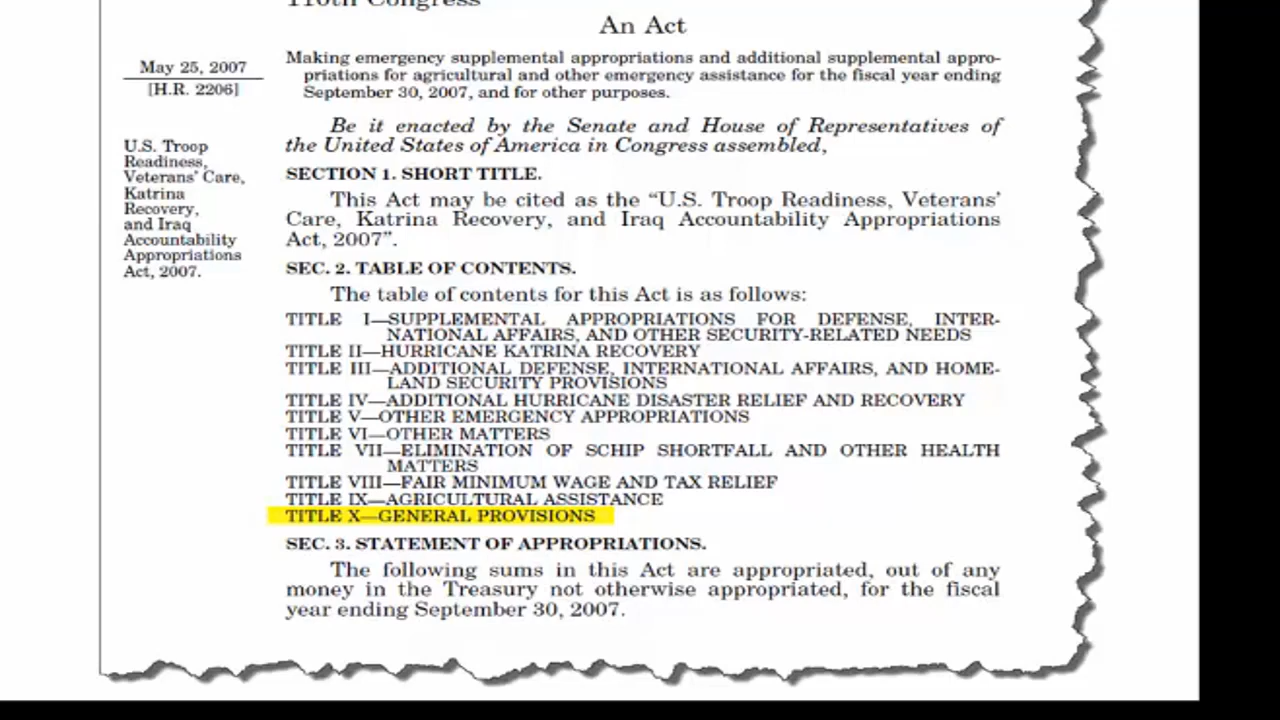 110th Congress
An Act
May 25, 2007
[H.R. 2206]
Making emergency supplemental appropriations and additional supplemental appro-
priations for agricultural and other emergency assistance for the fiscal year ending
September 30, 2007, and for other purposes.
Be it enacted by the Senate and House of Representatives of
the United States of America in Congress assembled,
U.S. Troop
Readiness,
Veterans' Care,
Katrina
Recovery,
and Iraq
Accountability
Appropriations
Act, 2007.
SECTION 1. SHORT TITLE.
This Act may be cited as the “U.S. Troop Readiness, Veterans'
Care, Katrina Recovery, and Iraq Accountability Appropriations
Act, 2007”.
SEC. 2. TABLE OF CONTENTS.
The table of contents for this Act is as follows:
TITLE I—SUPPLEMENTAL APPROPRIATIONS FOR DEFENSE, INTER-
NATIONAL AFFAIRS, AND OTHER SECURITY-RELATED NEEDS
TITLE II—HURRICANE KATRINA RECOVERY
TITLE III—ADDITIONAL DEFENSE, INTERNATIONAL AFFAIRS, AND HOME-
LAND SECURITY PROVISIONS
TITLE IV—ADDITIONAL HURRICANE DISASTER RELIEF AND RECOVERY
TITLE V—OTHER EMERGENCY APPROPRIATIONS
TITLE VI—OTHER MATTERS
TITLE VII—ELIMINATION OF SCHIP SHORTFALL AND OTHER HEALTH
MATTERS
TITLE VIII—FAIR MINIMUM WAGE AND TAX RELIEF
TITLE IX—AGRICULTURAL ASSISTANCE
TITLE X—GENERAL PROVISIONS
SEC. 3. STATEMENT OF APPROPRIATIONS.
The following sums in this Act are appropriated, out of any
money in the Treasury not otherwise appropriated, for the fiscal
year ending September 30, 2007.